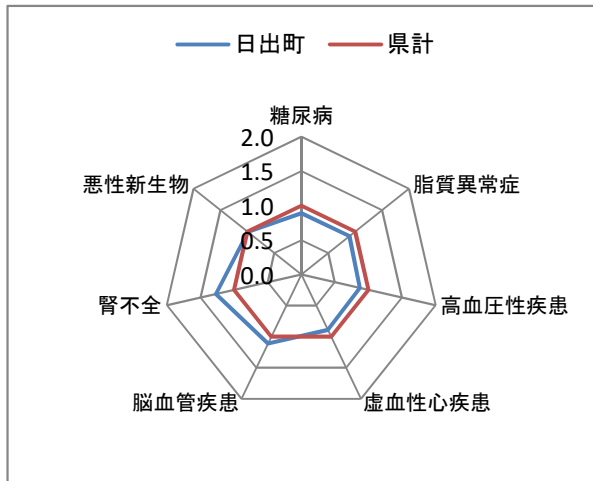 日出町 県計
糖尿病
2.0
1.5
1.0
0.5
0.0
脂質異常症
高血圧性疾患
虚血性心疾患
脳血管疾患
腎不全
悪性新生物